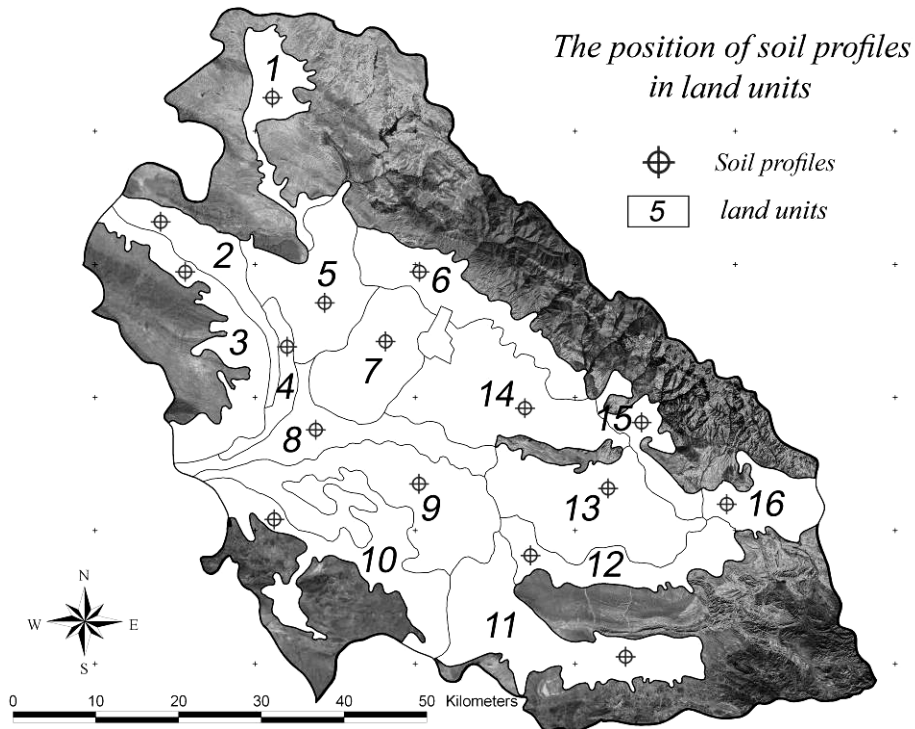 The position of soil profiles
in land units
Soil profiles
5 land units
1
2
5
6
3
4
7
14
15
8
9
13
16
10
12
11
N
W E
S
0 10 20 30 40 50 Kilometers